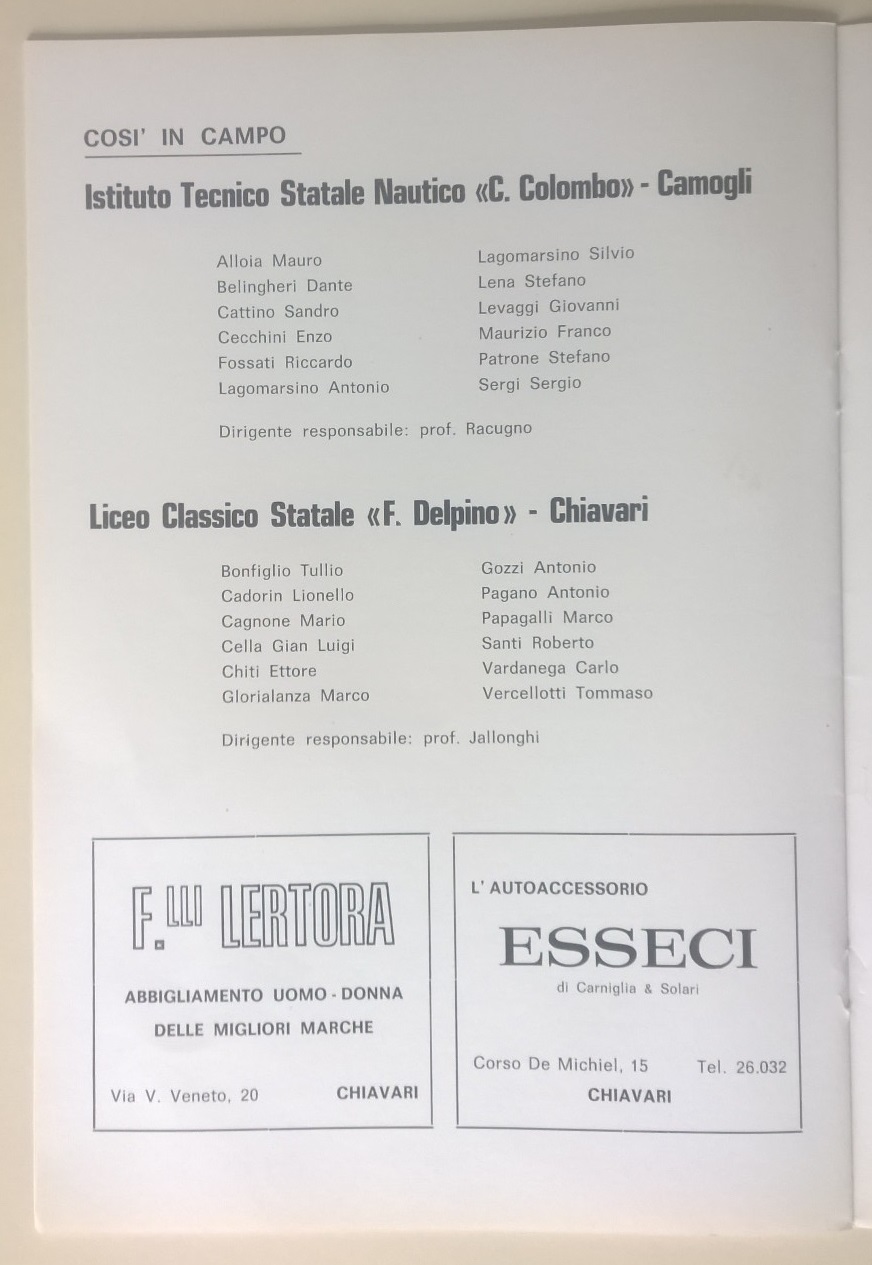 COSI' IN CAMPO
Istituto Tecnico Statale Nautico «C. Colombo» - Camogli
Alloia Mauro
Belingheri Dante
Cattino Sandro
Cecchini Enzo
Fossati Riccardo
Lagomarsino Antonio
Lagomarsino Silvio
Lena Stefano
Levaggi Giovanni
Maurizio Franco
Patrone Stefano
Sergi Sergio
Dirigente responsabile: prof. Racugno
Liceo Classico Statale «F. Delpino» - Chiavari
Bonfiglio Tullio
Cadorin Lionello
Cagnone Mario
Cella Gian Luigi
Chiti Ettore
Glorialanza Marco
Gozzi Antonio
Pagano Antonio
Papagalli Marco
Santi Roberto
Vardanega Carlo
Vercellotti Tommaso
Dirigente responsabile: prof. Jallonghi
F.LLI LERTORA
ABBIGLIAMENTO UOMO - DONNA
DELLE MIGLIORI MARCHE
Via V. Veneto, 20 CHIAVARI
L' AUTOACCESSORIO
ESSECI
di Carniglia & Solari
Corso De Michiel, 15 Tel. 26.032
CHIAVARI